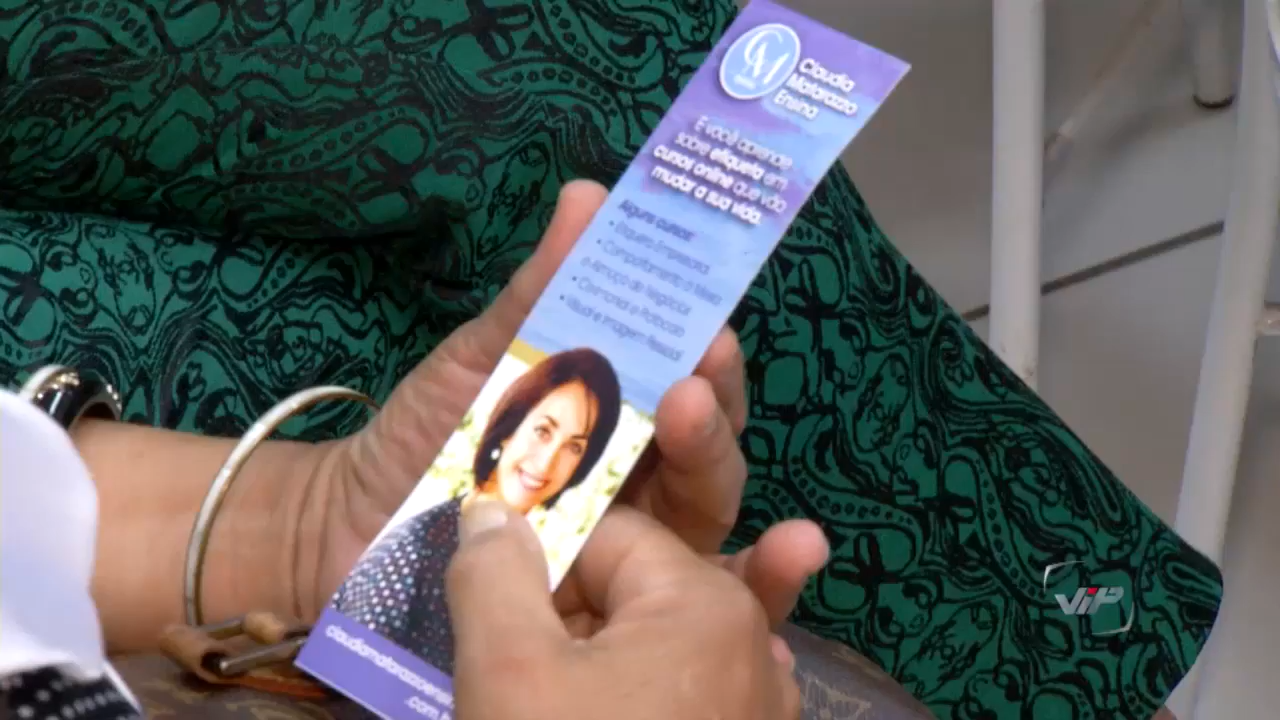 CM
Claudia
Matarazzo
Ensina
E você aprende
sobre etiqueta em
cursos online que vão
mudar a sua vida.
Alguns cursos:
• Etiqueta Empresarial
• Comportamento à Mesa
e Almoço de Negócios
• Cerimonial e Protocolo
• Visual e Imagem Pessoal
claudiamatarazzoensina
.com.b
ViP